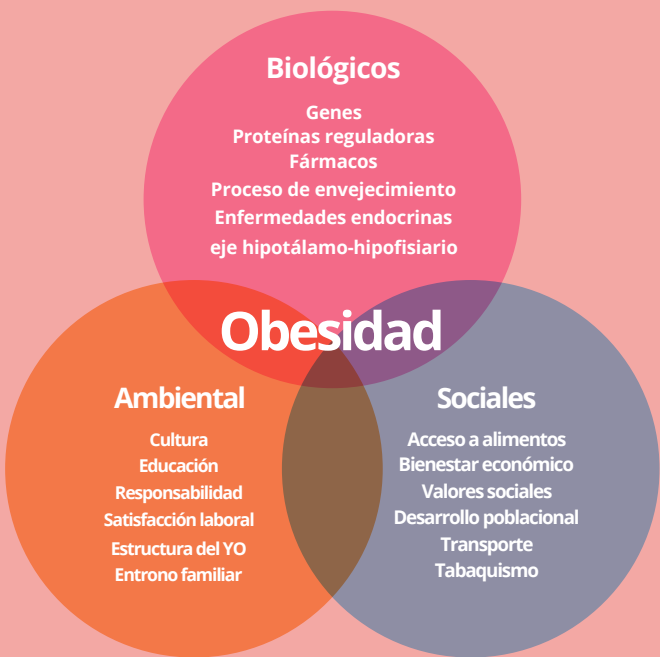 Biológicos
Genes
Proteínas reguladoras
Fármacos
Proceso de envejecimiento
Enfermedades endocrinas
eje hipotálamo-hipofisiario
Obesidad
Ambiental
Cultura
Educación
Responsabilidad
Satisfacción laboral
Estructura del YO
Entrono familiar
Sociales
Acceso a alimentos
Bienestar económico
Valores sociales
Desarrollo poblacional
Transporte
Tabaquismo